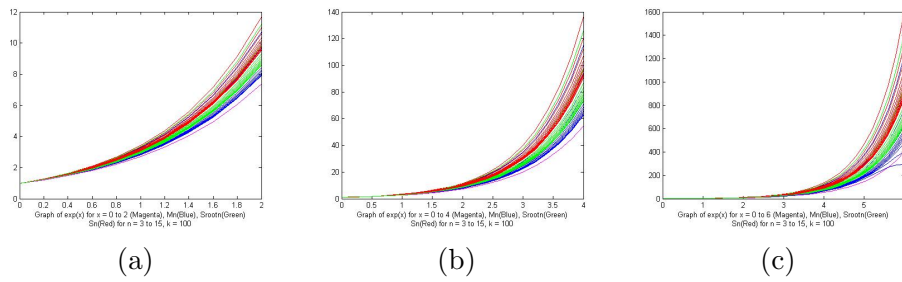 12
10
8
6
4
2
0
0 0.2 0.4 0.6 0.8 1 1.2 1.4 1.6 1.8 2
Graph of exp(x) for x = 0 to 2 (Magenta), Mn(Blue), Srootn(Green)
Sn(Red) for n = 3 to 15, k = 100
(a)
140
120
100
80
60
40
20
0
0 0.5 1 1.5 2 2.5 3 3.5 4
Graph of exp(x) for x = 0 to 4 (Magenta), Mn(Blue), Srootn(Green)
Sn(Red) for n = 3 to 15, k = 100
(b)
1600
1400
1200
1000
800
600
400
200
0
0 1 2 3 4 5
Graph of exp(x) for x = 0 to 6 (Magenta), Mn(Blue), Srootn(Green)
Sn(Red) for n = 3 to 15, k = 100
(c)